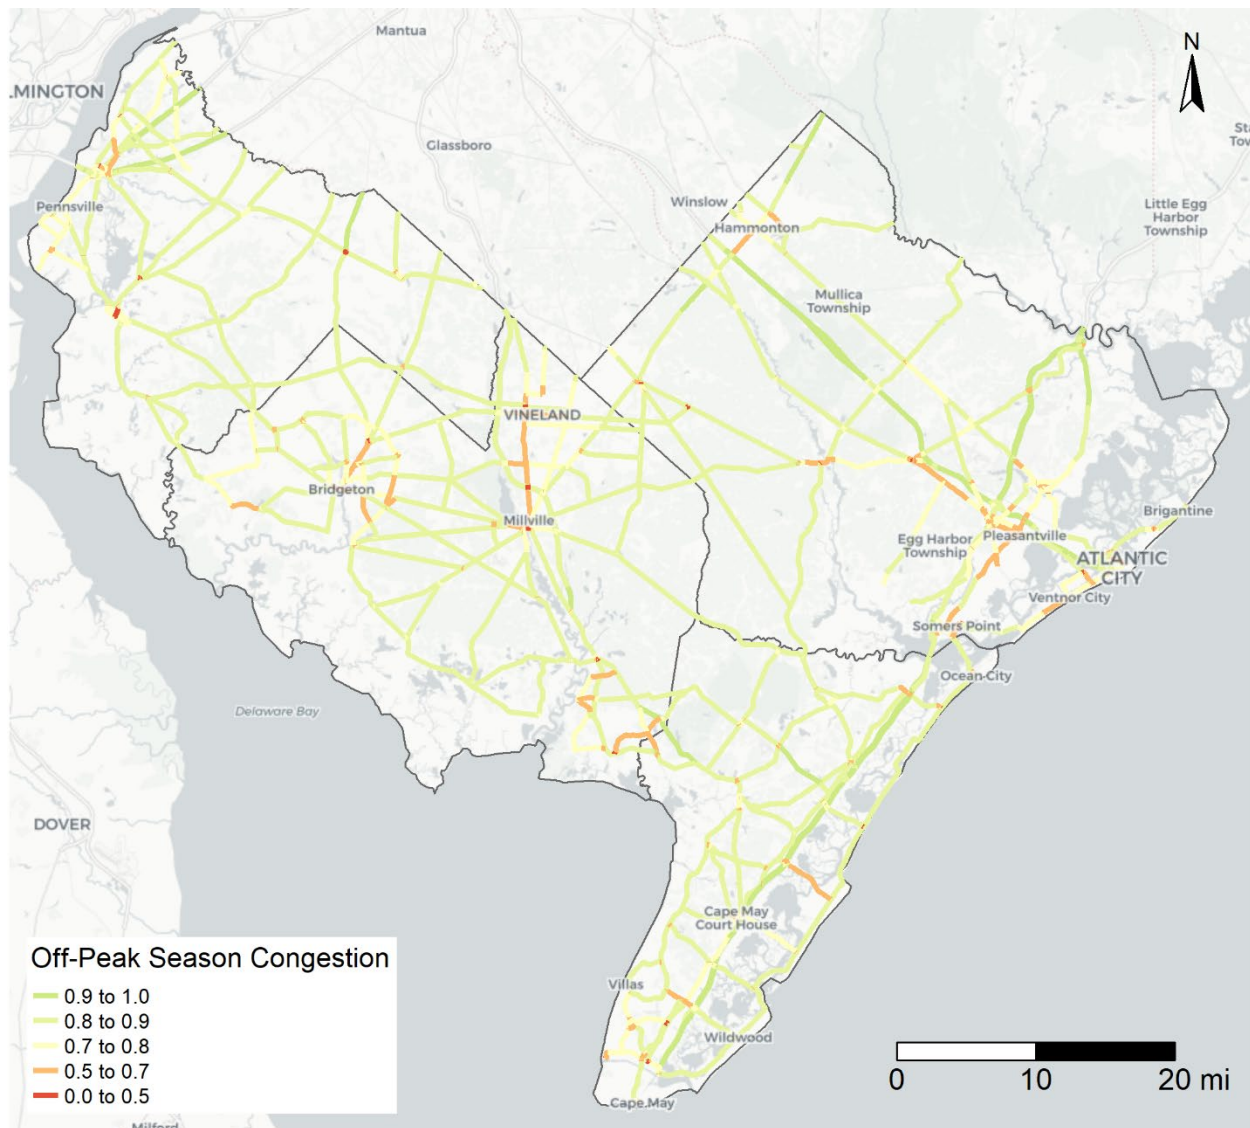 Mantua
N
LMINGTON
Glassboro
Winslow
Hammonton
Little Egg
Harbor
Township
Pennsville
Mullica
Township
VINELAND
Bridgeton
Millville
Brigantine
Egg Harbor
Township
Pleasantville
ATLANTIC
CITY
Ventnor City
Somers Point
Ocean City
Delaware Bay
DOVER
Cape May
Court House
Villas
Wildwood
Cape May
Milford
Off-Peak Season Congestion
0.9 to 1.0
0.8 to 0.9
0.7 to 0.8
0.5 to 0.7
0.0 to 0.5
0 10 20 mi